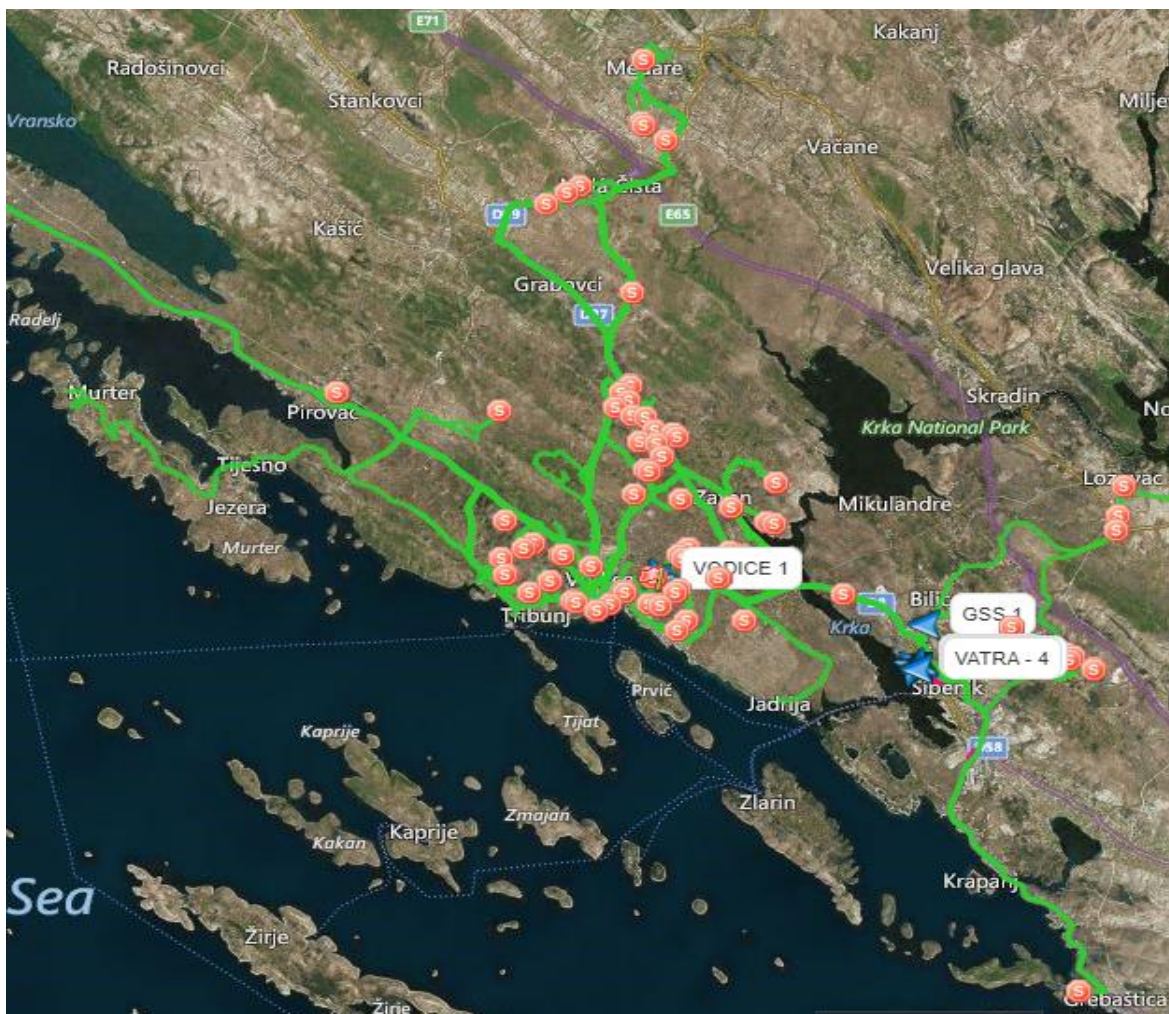 E71
Kakanj
Radošinovci
Stankovci
Vransko
Vačane
E65
Kašić
Velika glava
Grabovci
Radelj
Murter
Pirovac
Skradin
Krka National Park
Tijesno
Jezera
Murter
Mikulandre
VODICE 1
Tribunj
Krka
GSS 1
VATRA - 4
Prvić
Jadrija
Tijat
Kaprije
Zlarin
Zmajan
Kaprije
Kakan
Krapanj
Sea
Žirje
Žirje
Grebaštica